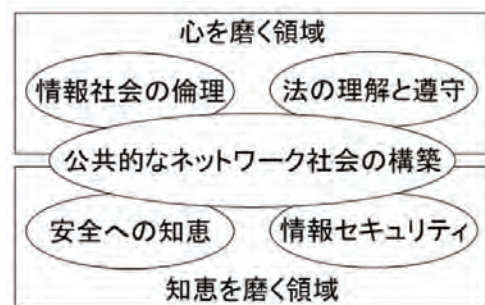 心を磨く領域
情報社会の倫理
法の理解と遵守
公共的なネットワーク社会の構築
安全への知恵
情報セキュリティ
知恵を磨く領域